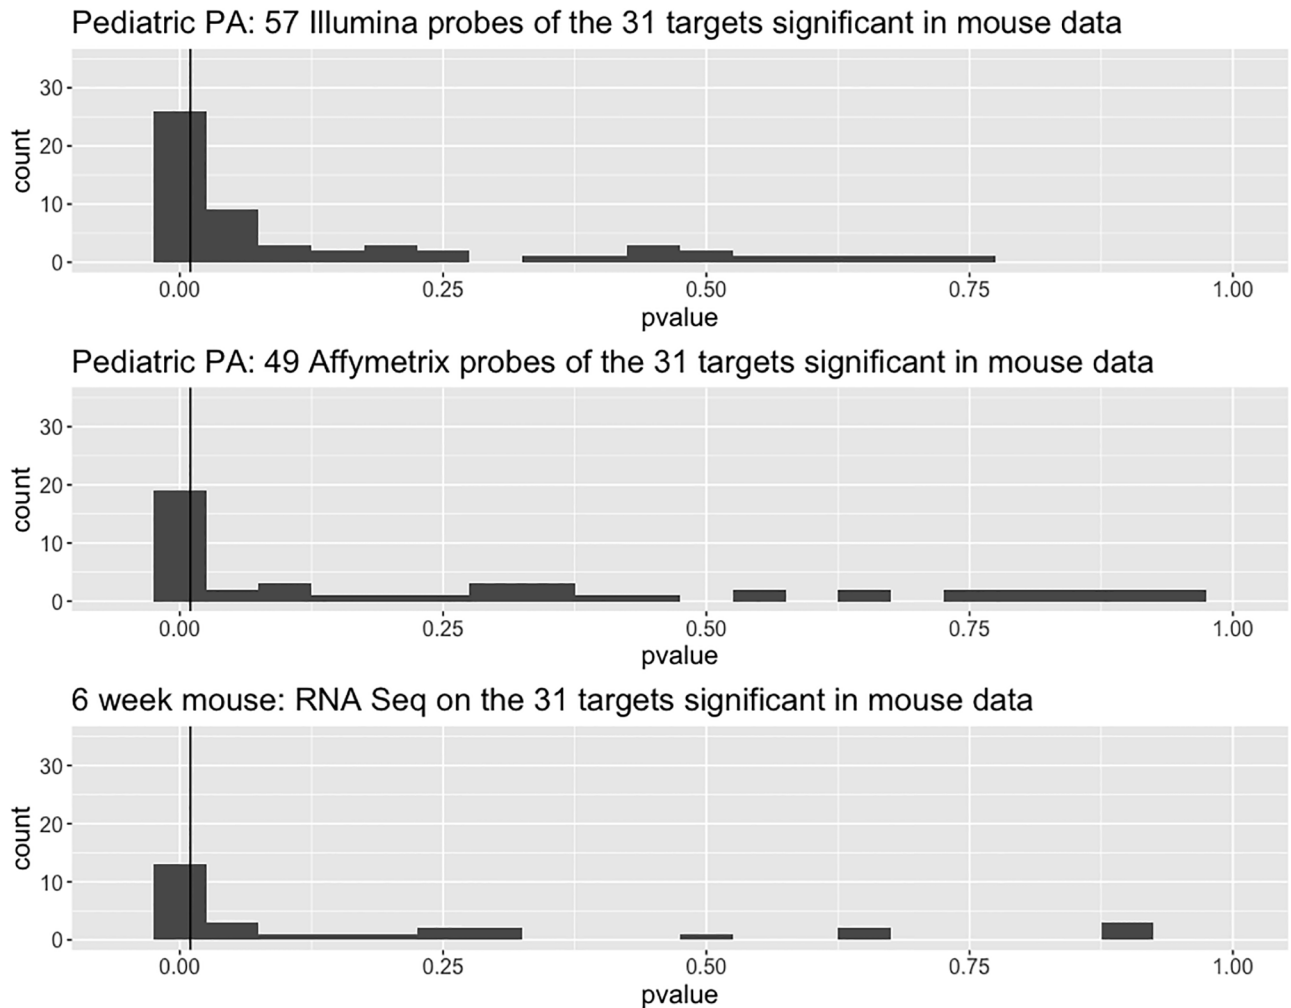 Pediatric PA: 57 Illumina probes of the 31 targets significant in mouse data
30
20
10
0
count
0.00 0.25 0.50 0.75 1.00
pvalue
Pediatric PA: 49 Affymetrix probes of the 31 targets significant in mouse data
30
20
10
0
count
0.00 0.25 0.50 0.75 1.00
pvalue
6 week mouse: RNA Seq on the 31 targets significant in mouse data
30
20
10
0
count
0.00 0.25 0.50 0.75 1.00
pvalue